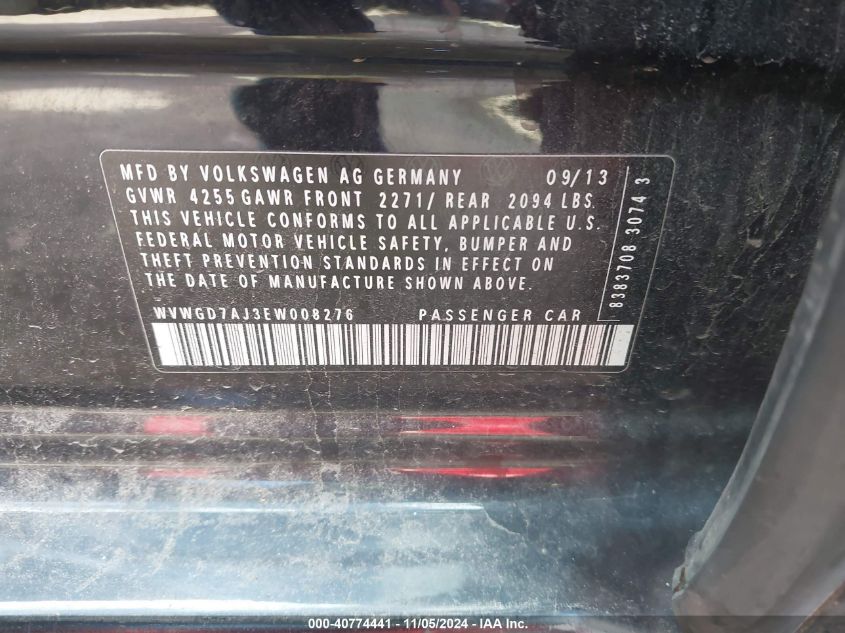 MFD BY VOLKSWAGEN AG GERMANY 09/13
GVWR 4255 GAWR FRONT 2271/ REAR 2094 LBS
THIS VEHICLE CONFORMS TO ALL APPLICABLE U.S.
FEDERAL MOTOR VEHICLE SAFETY, BUMPER AND
THEFT PREVENTION STANDARDS IN EFFECT ON
THE DATE OF MANUFACTURE SHOWN ABOVE.
WVWGD7AJ3EW008276 PASSENGER CAR
8383708 3074 3
000-40774441 - 11/05/2024 - IAA Inc.